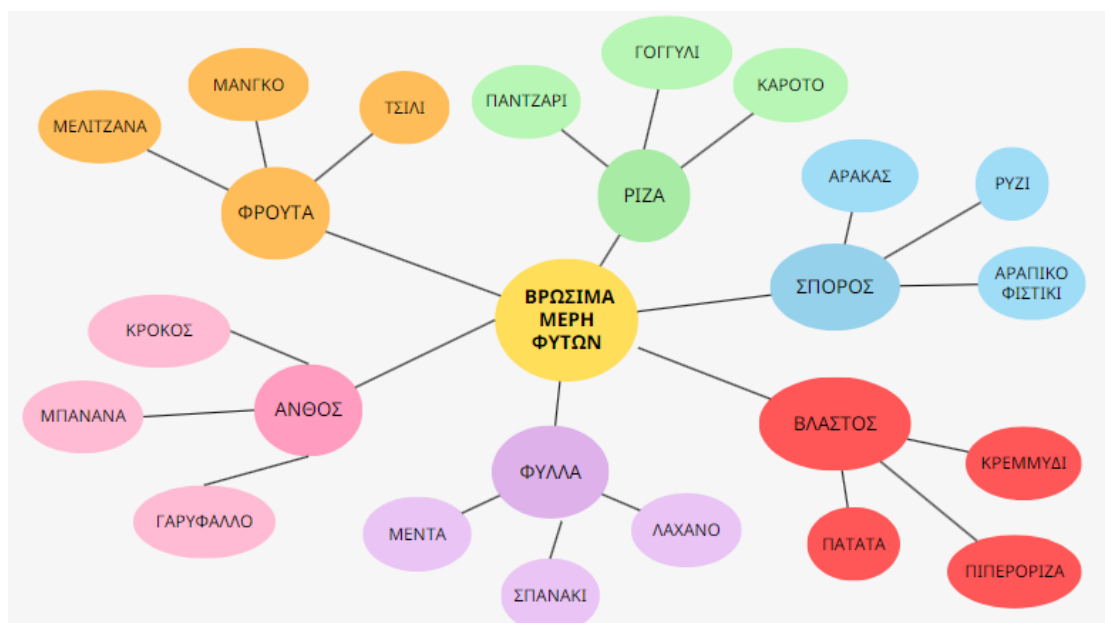 ΒΡΩΣΙΜΑ
ΜΕΡΗ
ΦΥΤΩΝ
ΦΡΟΥΤΑ
ΜΕΛΙΤΖΑΝΑ
ΜΑΝΓΚΟ
ΤΣΙΛΙ
ΡΙΖΑ
ΠΑΝΤΖΑΡΙ
ΓΟΓΓΥΛΙ
ΚΑΡΟΤΟ
ΣΠΟΡΟΣ
ΑΡΑΚΑΣ
ΡΥΖΙ
ΑΡΑΠΙΚΟ
ΦΙΣΤΙΚΙ
ΒΛΑΣΤΟΣ
ΚΡΕΜΜΥΔΙ
ΠΙΠΕΡΟΡΙΖΑ
ΠΑΤΑΤΑ
ΦΥΛΛΑ
ΛΑΧΑΝΟ
ΣΠΑΝΑΚΙ
ΜΕΝΤΑ
ΑΝΘΟΣ
ΚΡΟΚΟΣ
ΜΠΑΝΑΝΑ
ΓΑΡΥΦΑΛΛΟ